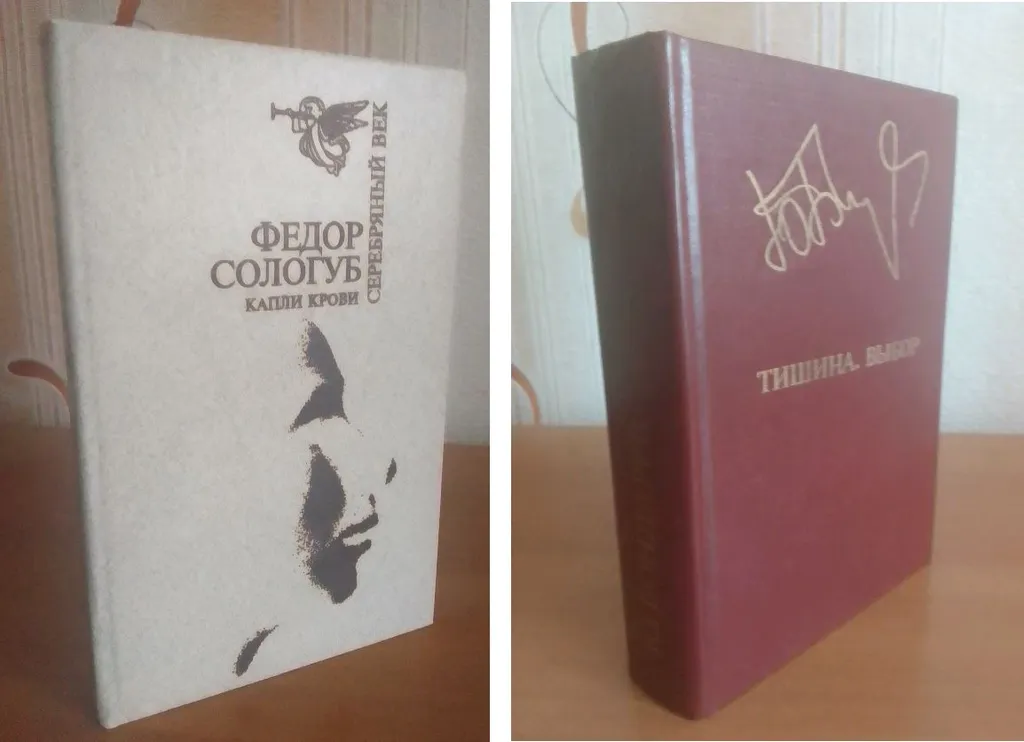 ФЕДОР
СОЛОГУБ
КАПЛИ КРОВИ
СЕРЕБРЯНЫЙ ВЕК
ТИШИНА. ВЫБОР